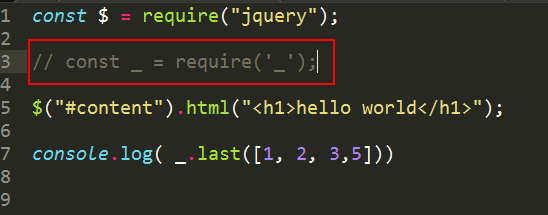 1 const $ = require("jquery");
2
3 // const _ = require('_');
4
5 $("#content").html("<h1>hello world</h1>");
6
7 console.log( _.last([1, 2, 3,5]))
8
9